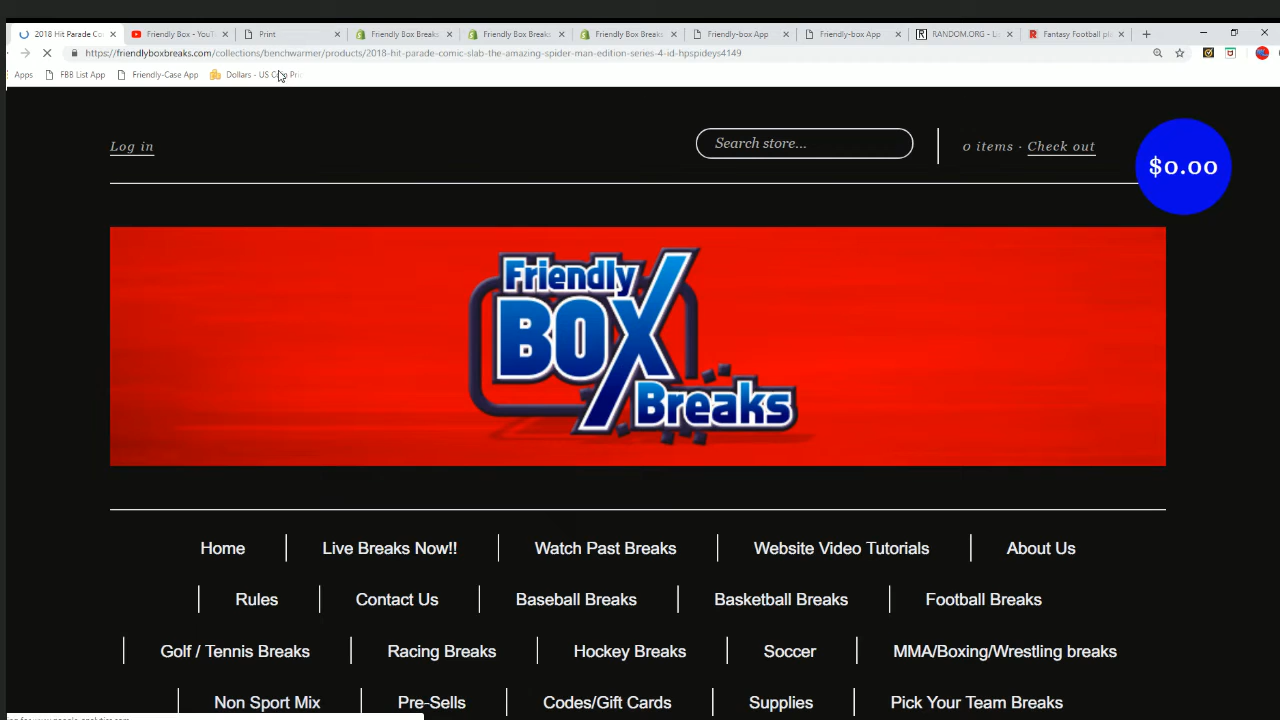 2018 Hit Parade Co
Friendly Box - YouT
Print
Friendly Box Breaks
Friendly Box Breaks
Friendly Box Breaks
Friendly-box App
Friendly-box App
RANDOM.ORG - L
Fantasy Football pl
https://friendlyboxbreaks.com/collections/benchwarmer/products/2018-hit-parade-comic-slab-the-amazing-spider-man-edition-series-4-id-hpspideys4149
Apps
FBB List App
Friendly-Case App
Dollars - US
Log in
Search store...
0 items · Check out
$0.00
Friendly
BOX
Breaks
Home
Live Breaks Now!!
Watch Past Breaks
Website Video Tutorials
About Us
Rules
Contact Us
Baseball Breaks
Basketball Breaks
Football Breaks
Golf / Tennis Breaks
Racing Breaks
Hockey Breaks
Soccer
MMA/Boxing/Wrestling breaks
Non Sport Mix
Pre-Sells
Codes/Gift Cards
Supplies
Pick Your Team Breaks